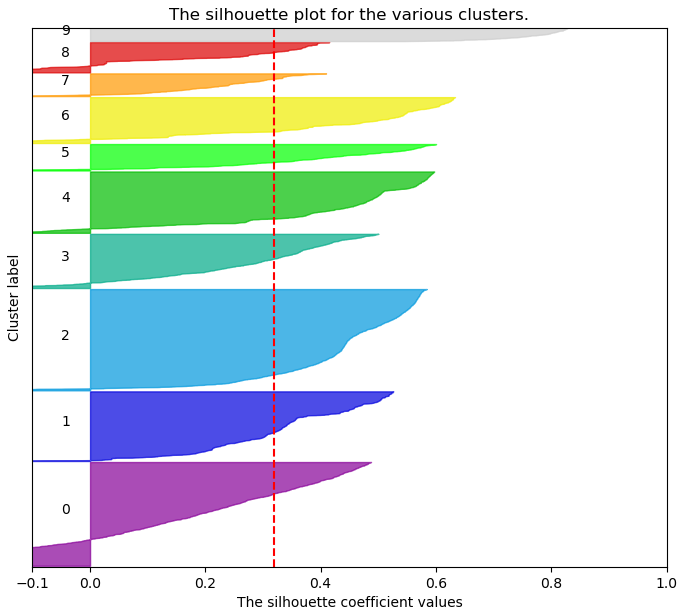 The silhouette plot for the various clusters.
9
8
7
6
5
4
3
2
1
0
Cluster label
−0.1 0.0 0.2 0.4 0.6 0.8 1.0
The silhouette coefficient values